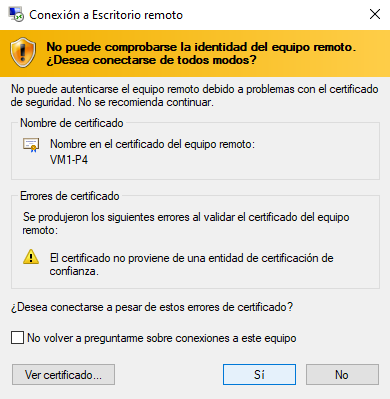 Conexión a Escritorio remoto
No puede comprobarse la identidad del equipo remoto.
¿Desea conectarse de todos modos?
No puede autenticarse el equipo remoto debido a problemas con el certificado
de seguridad. No se recomienda continuar.
Nombre de certificado
Nombre en el certificado del equipo remoto:
VM1-P4
Errores de certificado
Se produjeron los siguientes errores al validar el certificado del equipo
remoto:
El certificado no proviene de una entidad de certificación de
confianza.
¿Desea conectarse a pesar de estos errores de certificado?
No volver a preguntarme sobre conexiones a este equipo
Ver certificado...
Sí
No